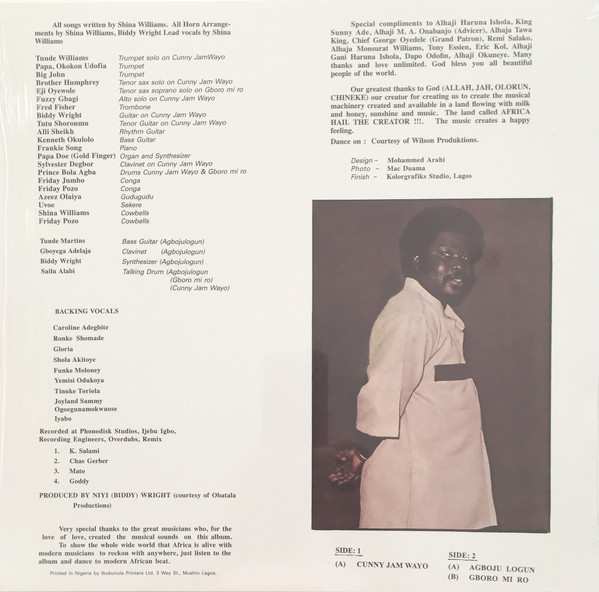 All songs written by Shina Williams. All Horn Arrange-
ments by Shina Williams, Biddy Wright Lead vocals by Shina
Williams
Tunde Williams Trumpet solo on Cunny JamWayo
Papa, Okokon Udofia Trumpet
Big John Trumpet
Brother Humphrey Tenor sax solo on Cunny Jam Wayo
Eji Oyewole Tenor sax soprano solo on Gboro mi ro
Fuzzy Gbagi Alto solo on Cunny Jam Wayo
Fred Fisher Trombone
Biddy Wright Guitar on Cunny Jam Wayo
Tutu Shoronmu Tenor Guitar on Cunny Jam Wayo
Alli Sheikh Rhythm Guitar
Kenneth Okulolo Bass Guitar
Frankie Song Piano
Papa Doe (Gold Finger) Organ and Synthesizer
Sylvester Degbor Clavinet on Cunny Jam Wayo
Prince Bola Agba Drums Cunny Jam Wayo & Gboro mi ro
Friday Jumbo Conga
Friday Pozo Conga
Azeez Olaiya Gudugudu
Uvoc Sekere
Shina Williams Cowbells
Friday Pozo Cowbells
Tunde Martins Bass Guitar (Agbojulogun)
Gboyega Adelaja Clavinet (Agbojulogun)
Biddy Wright Synthesizer (Agbojulogun)
Sailu Alabi Talking Drum (Agbojulogun
(Gboro mi ro)
(Cunny Jam Wayo)
BACKING VOCALS
Caroline Adegbite
Ronke Shomade
Gloria
Shola Akitoye
Funke Moloney
Yemisi Odukoya
Tinuke Toriola
Joyland Sammy
Ogoegunamokwuose
Iyabo
Recorded at Phonodisk Studios, Ijebu Igbo,
Recording Engineers, Overdubs, Remix
1. K. Salami
2. Chas Gerber
3. Mato
4. Goddy
PRODUCED BY NIYI (BIDDY) WRIGHT (courtesy of Obatala
Productions)
Very special thanks to the great musicians who, for the
love of love, created the musical sounds on this album.
To show the whole wide world that Africa is alive with
modern musicians to reckon with anywhere, just listen to the
album and dance to modern African beat.
Printed in Nigeria by Ibukunola Printers Ltd. 3 Way St., Mushin Lagos.
Special compliments to Alhaji Haruna Ishola, King
Sunny Ade, Alhaji M. A. Onabanjo (Advicer), Alhaja Tawa
King, Chief George Oyedele (Grand Patron), Remi Salako,
Alhaja Monsurat Williams, Tony Essien, Eric Kol, Alhaji
Gani Haruna Ishola, Dapo Odofin, Alhaji Okuneye. Many
thanks and love unlimited. God bless you all beautiful
people of the world.
Our greatest thanks to God (ALLAH, JAH, OLORUN,
CHINEKE) our creator for creating us to create the musical
machinery created and available in a land flowing with milk
and honey, sunshine and music. The land called AFRICA
HAIL THE CREATOR !!!. The music creates a happy
feeling.
Dance on : Courtesy of Wilson Produktions.
Design – Mohammed Arahi
Photo – Mac Duama
Finish – Kolorgrafiks Studio, Lagos
SIDE: 1
(A) CUNNY JAM WAYO
SIDE: 2
(A) AGBOJU LOGUN
(B) GBORO MI RO